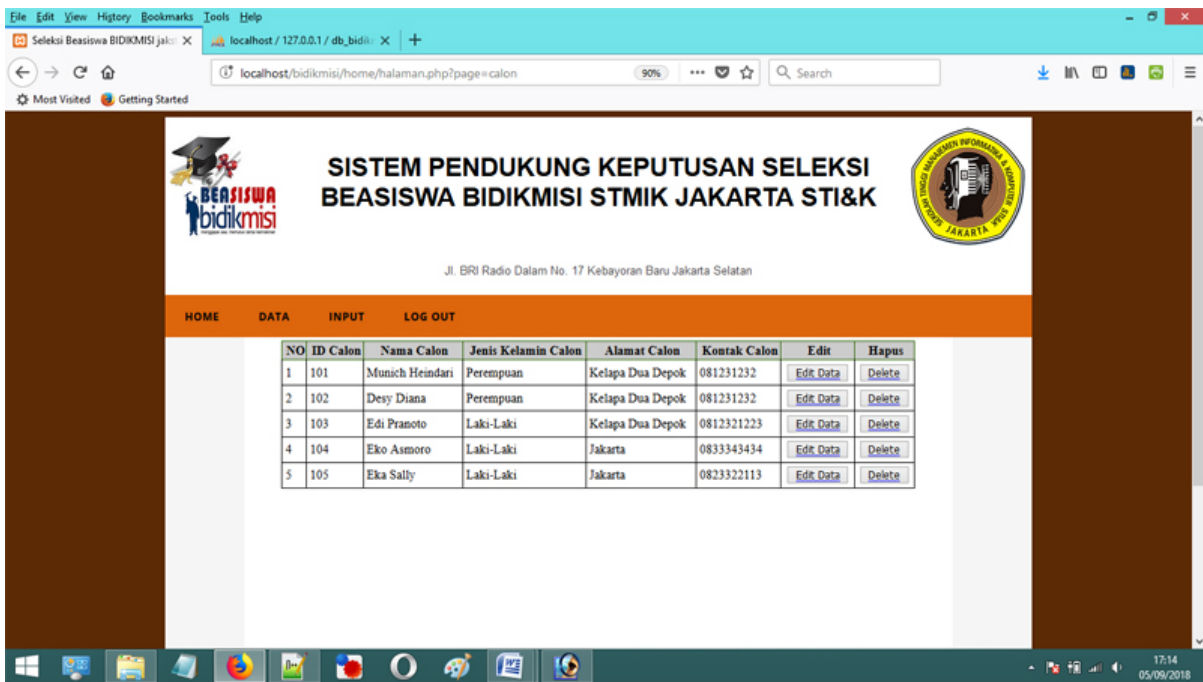 File Edit View History Bookmarks Tools Help
Seleksi Beasiswa BIDIKMISI jak
localhost / 127.0.0.1 / db_bidik
localhost/bidikmisi/home/halaman.php?page=calon
90%
Search
Most Visited Getting Started
BEASISWA
bidikmisi
SISTEM PENDUKUNG KEPUTUSAN SELEKSI
BEASISWA BIDIKMISI STMIK JAKARTA STI&K
SEKOLAH TINGGI MANAJEMEN INFORMATIKA & KOMPUTER STI&K
JAKARTA
Jl. BRI Radio Dalam No. 17 Kebayoran Baru Jakarta Selatan
HOME DATA INPUT LOG OUT
NO ID Calon Nama Calon Jenis Kelamin Calon Alamat Calon Kontak Calon Edit Hapus
1 101 Munich Heindari Perempuan Kelapa Dua Depok 081231232 Edit Data Delete
2 102 Desy Diana Perempuan Kelapa Dua Depok 081231232 Edit Data Delete
3 103 Edi Pranoto Laki-Laki Kelapa Dua Depok 0812321223 Edit Data Delete
4 104 Eko Asmoro Laki-Laki Jakarta 0833343434 Edit Data Delete
5 105 Eka Sally Laki-Laki Jakarta 0823322113 Edit Data Delete
17:14
05/09/2018